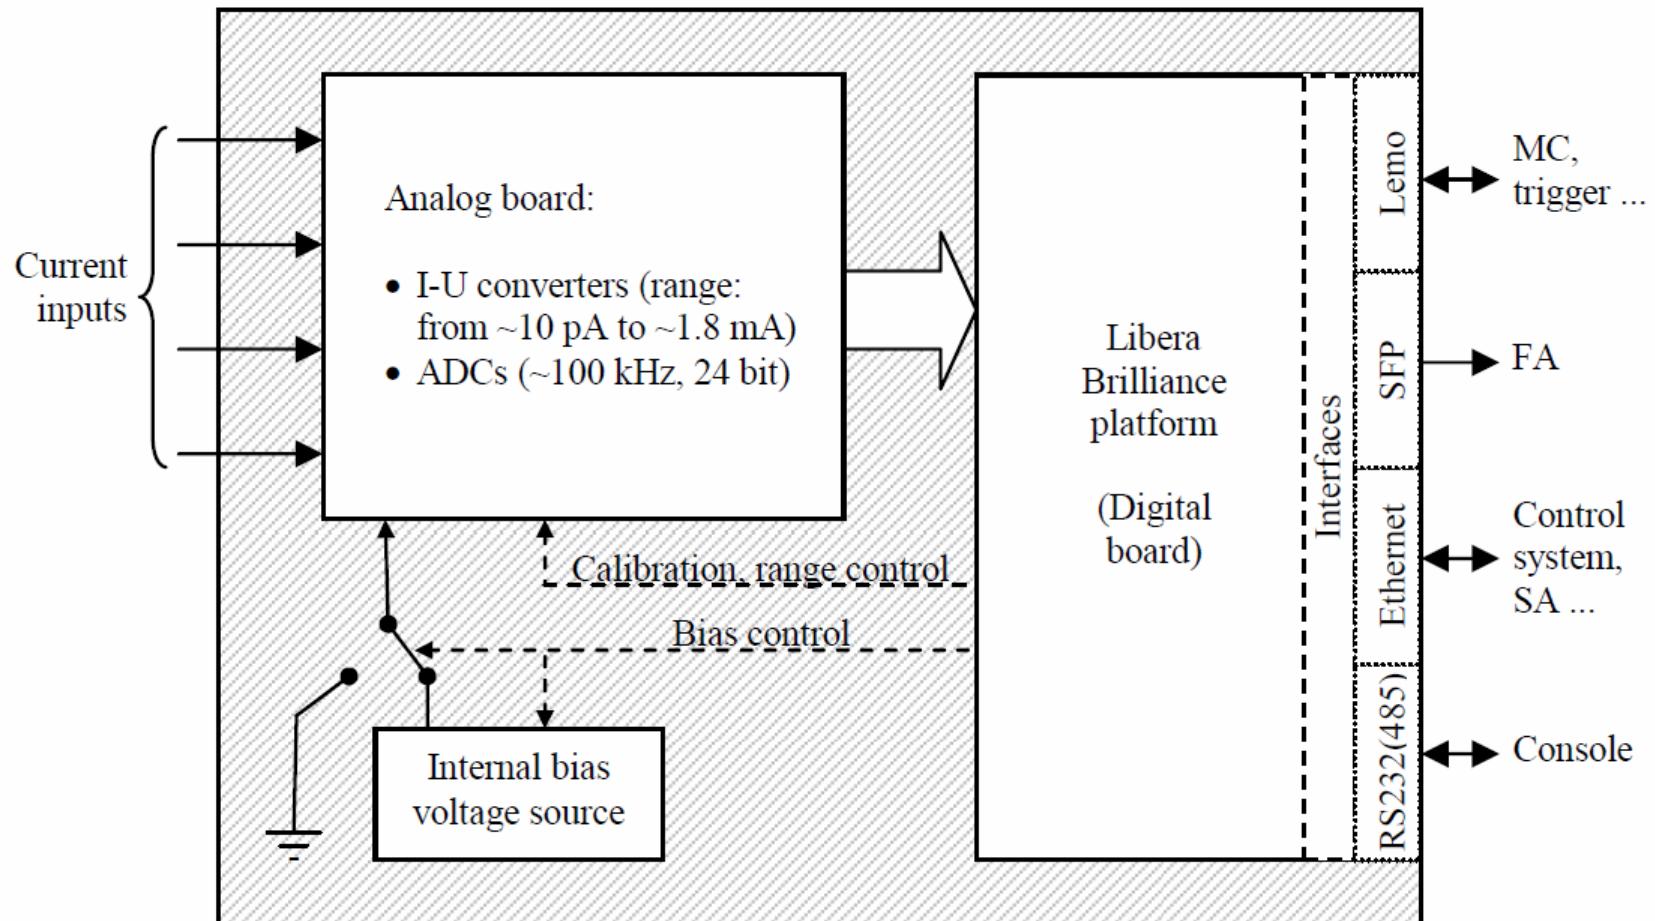 Current
inputs
Analog board:
• I-U converters (range:
from ~10 pA to ~1.8 mA)
• ADCs (~100 kHz, 24 bit)
Calibration, range control
Bias control
Internal bias
voltage source
Libera
Brilliance
platform
(Digital
board)
Interfaces
Lemo
SFP
Ethernet
RS232(485)
MC,
trigger ...
FA
Control
system,
SA ...
Console